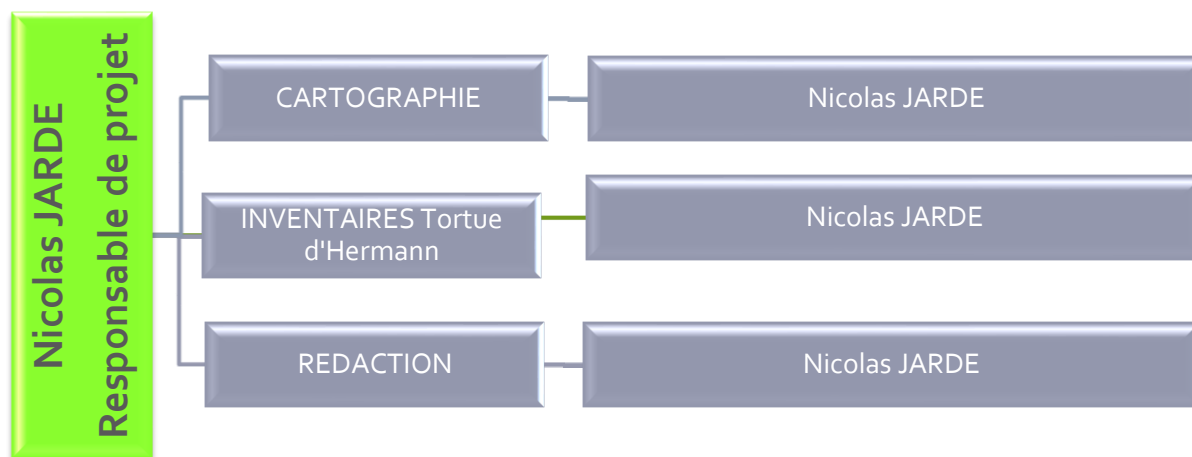 Nicolas JARDE
Responsable de projet
CARTOGRAPHIE
Nicolas JARDE
INVENTAIRES Tortue
d'Hermann
Nicolas JARDE
REDACTION
Nicolas JARDE